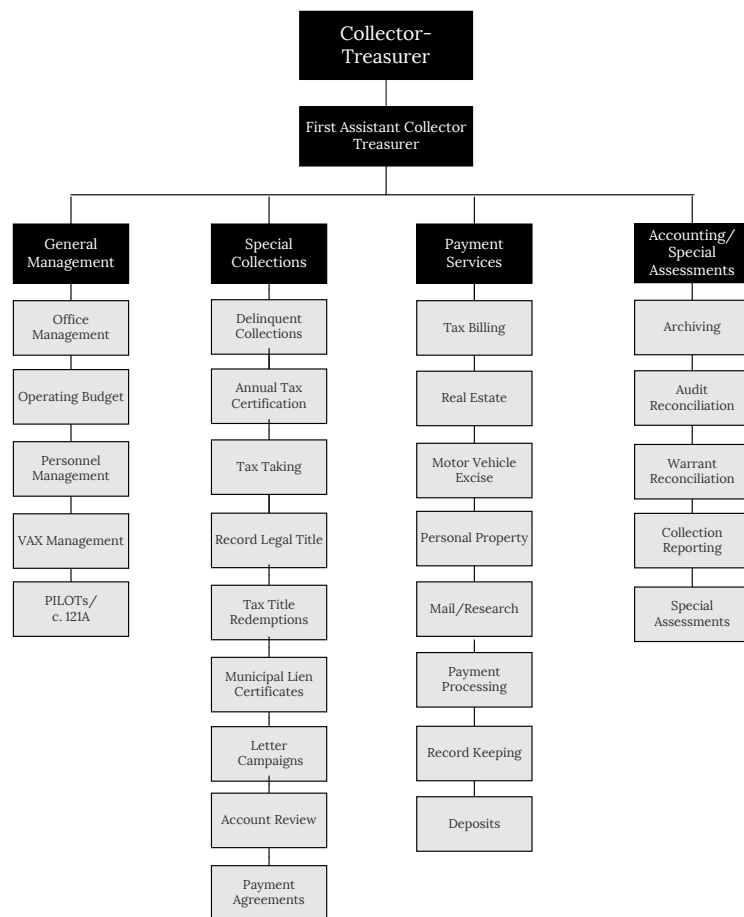 Collector-
Treasurer
First Assistant Collector
Treasurer
General
Management
Office
Management
Operating Budget
Personnel
Management
VAX Management
PILOTs/
c. 121A
Special
Collections
Delinquent
Collections
Annual Tax
Certification
Tax Taking
Record Legal Title
Tax Title
Redemptions
Municipal Lien
Certificates
Letter
Campaigns
Account Review
Payment
Agreements
Payment
Services
Tax Billing
Real Estate
Motor Vehicle
Excise
Personal Property
Mail/Research
Payment
Processing
Record Keeping
Deposits
Accounting/
Special
Assessments
Archiving
Audit
Reconciliation
Warrant
Reconciliation
Collection
Reporting
Special
Assessments